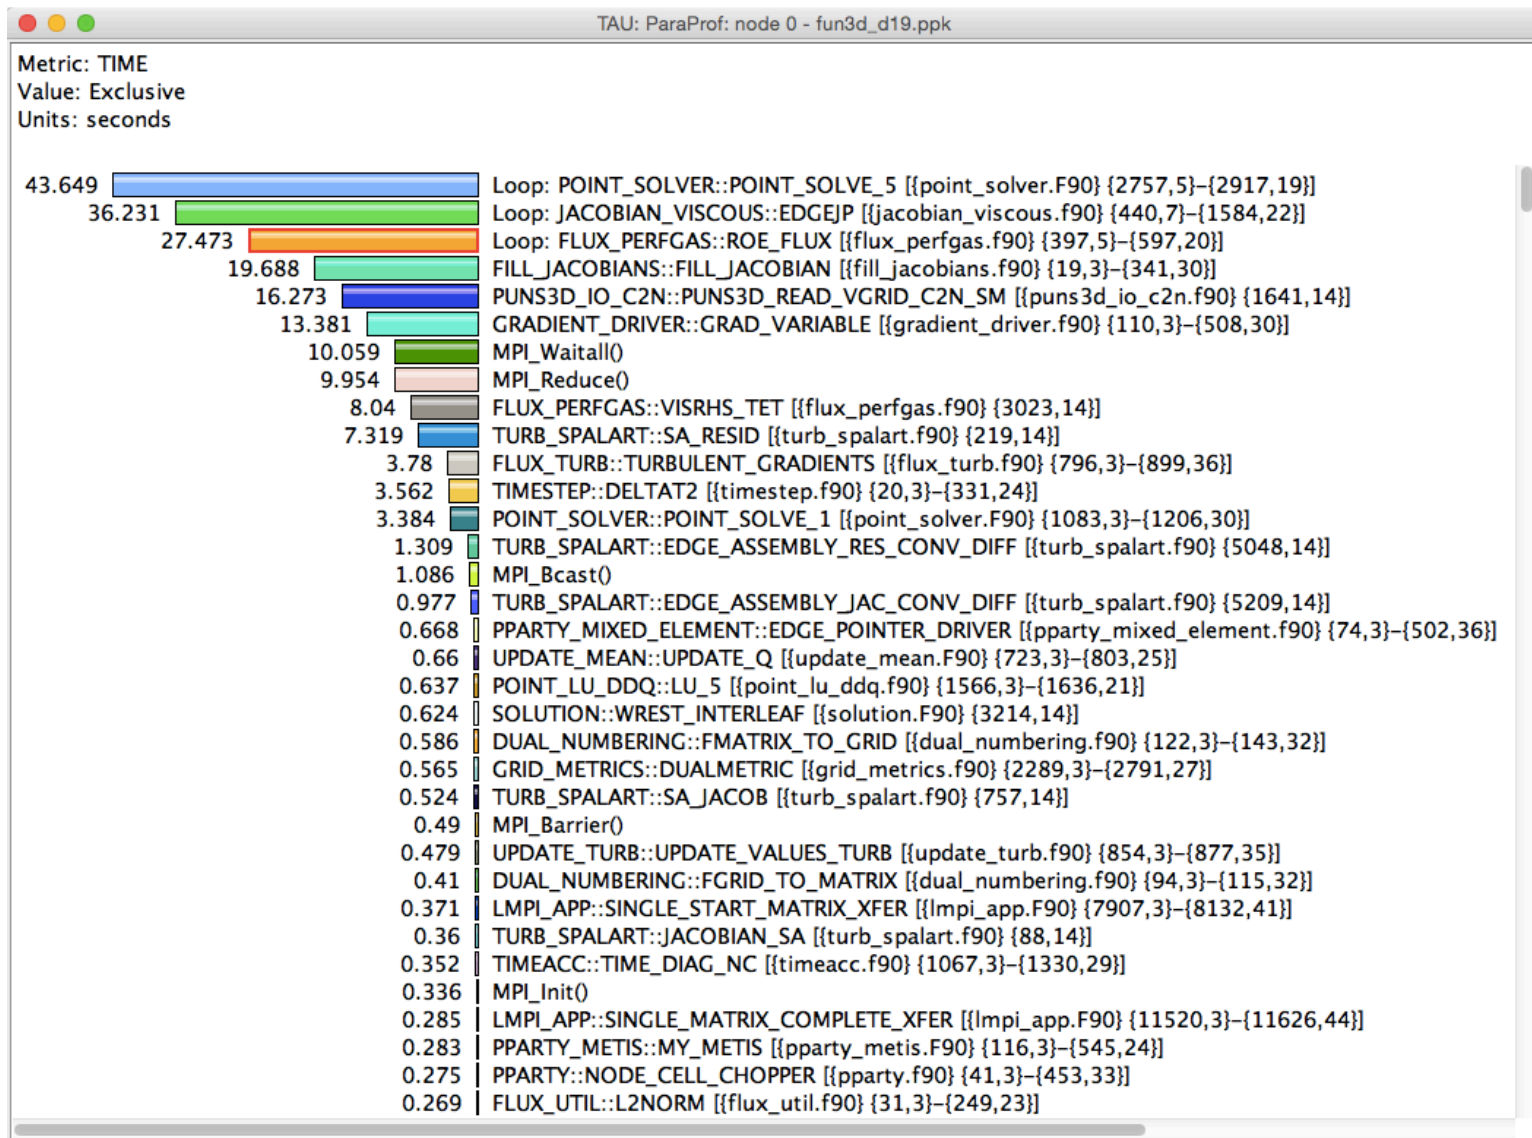 TAU: ParaProf: node 0 - fun3d_d19.ppk
Metric: TIME
Value: Exclusive
Units: seconds
43.649 Loop: POINT_SOLVER::POINT_SOLVE_5 [{point_solver.F90} {2757,5}-{2917,19}]
36.231 Loop: JACOBIAN_VISCOUS::EDGEJP [{jacobian_viscous.f90} {440,7}-{1584,22}]
27.473 Loop: FLUX_PERFGAS::ROE_FLUX [{flux_perfgas.f90} {397,5}-{597,20}]
19.688 FILL_JACOBIANS::FILL_JACOBIAN [{fill_jacobians.f90} {19,3}-{341,30}]
16.273 PUNS3D_IO_C2N::PUNS3D_READ_VGRID_C2N_SM [{puns3d_io_c2n.f90} {1641,14}]
13.381 GRADIENT_DRIVER::GRAD_VARIABLE [{gradient_driver.f90} {110,3}-{508,30}]
10.059 MPI_Waitall()
9.954 MPI_Reduce()
8.04 FLUX_PERFGAS::VISRHS_TET [{flux_perfgas.f90} {3023,14}]
7.319 TURB_SPALART::SA_RESID [{turb_spalart.f90} {219,14}]
3.78 FLUX_TURB::TURBULENT_GRADIENTS [{flux_turb.f90} {796,3}-{899,36}]
3.562 TIMESTEP::DELTAT2 [{timestep.f90} {20,3}-{331,24}]
3.384 POINT_SOLVER::POINT_SOLVE_1 [{point_solver.F90} {1083,3}-{1206,30}]
1.309 TURB_SPALART::EDGE_ASSEMBLY_RES_CONV_DIFF [{turb_spalart.f90} {5048,14}]
1.086 MPI_Bcast()
0.977 TURB_SPALART::EDGE_ASSEMBLY_JAC_CONV_DIFF [{turb_spalart.f90} {5209,14}]
0.668 PPARTY_MIXED_ELEMENT::EDGE_POINTER_DRIVER [{pparty_mixed_element.f90} {74,3}-{502,36}]
0.66 UPDATE_MEAN::UPDATE_Q [{update_mean.F90} {723,3}-{803,25}]
0.637 POINT_LU_DDQ::LU_5 [{point_lu_ddq.f90} {1566,3}-{1636,21}]
0.624 SOLUTION::WREST_INTERLEAF [{solution.F90} {3214,14}]
0.586 DUAL_NUMBERING::FMATRIX_TO_GRID [{dual_numbering.f90} {122,3}-{143,32}]
0.565 GRID_METRICS::DUALMETRIC [{grid_metrics.f90} {2289,3}-{2791,27}]
0.524 TURB_SPALART::SA_JACOB [{turb_spalart.f90} {757,14}]
0.49 MPI_Barrier()
0.479 UPDATE_TURB::UPDATE_VALUES_TURB [{update_turb.f90} {854,3}-{877,35}]
0.41 DUAL_NUMBERING::FGRID_TO_MATRIX [{dual_numbering.f90} {94,3}-{115,32}]
0.371 LMPI_APP::SINGLE_START_MATRIX_XFER [{lmpi_app.F90} {7907,3}-{8132,41}]
0.36 TURB_SPALART::JACOBIAN_SA [{turb_spalart.f90} {88,14}]
0.352 TIMEACC::TIME_DIAG_NC [{timeacc.f90} {1067,3}-{1330,29}]
0.336 MPI_Init()
0.285 LMPI_APP::SINGLE_MATRIX_COMPLETE_XFER [{lmpi_app.F90} {11520,3}-{11626,44}]
0.283 PPARTY_METIS::MY_METIS [{pparty_metis.F90} {116,3}-{545,24}]
0.275 PPARTY::NODE_CELL_CHOPPER [{pparty.f90} {41,3}-{453,33}]
0.269 FLUX_UTIL::L2NORM [{flux_util.f90} {31,3}-{249,23}]